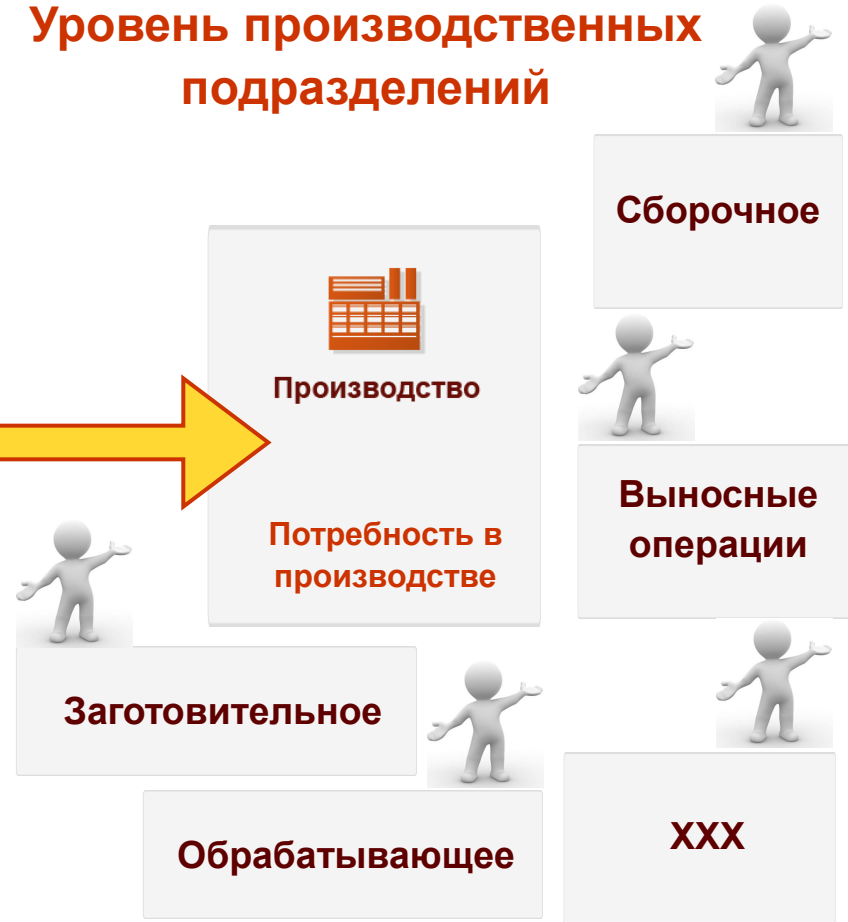 Уровень производственных
подразделений
Сборочное
Производство
Потребность в
производстве
Выносные
операции
Заготовительное
Обрабатывающее
ХХХ